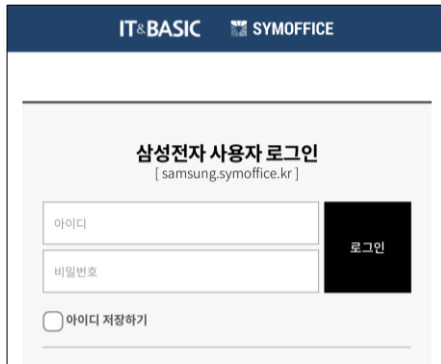 IT&BASIC SYMOFFICE
삼성전자 사용자 로그인
[ samsung.symoffice.kr ]
아이디
로그인
비밀번호
아이디 저장하기